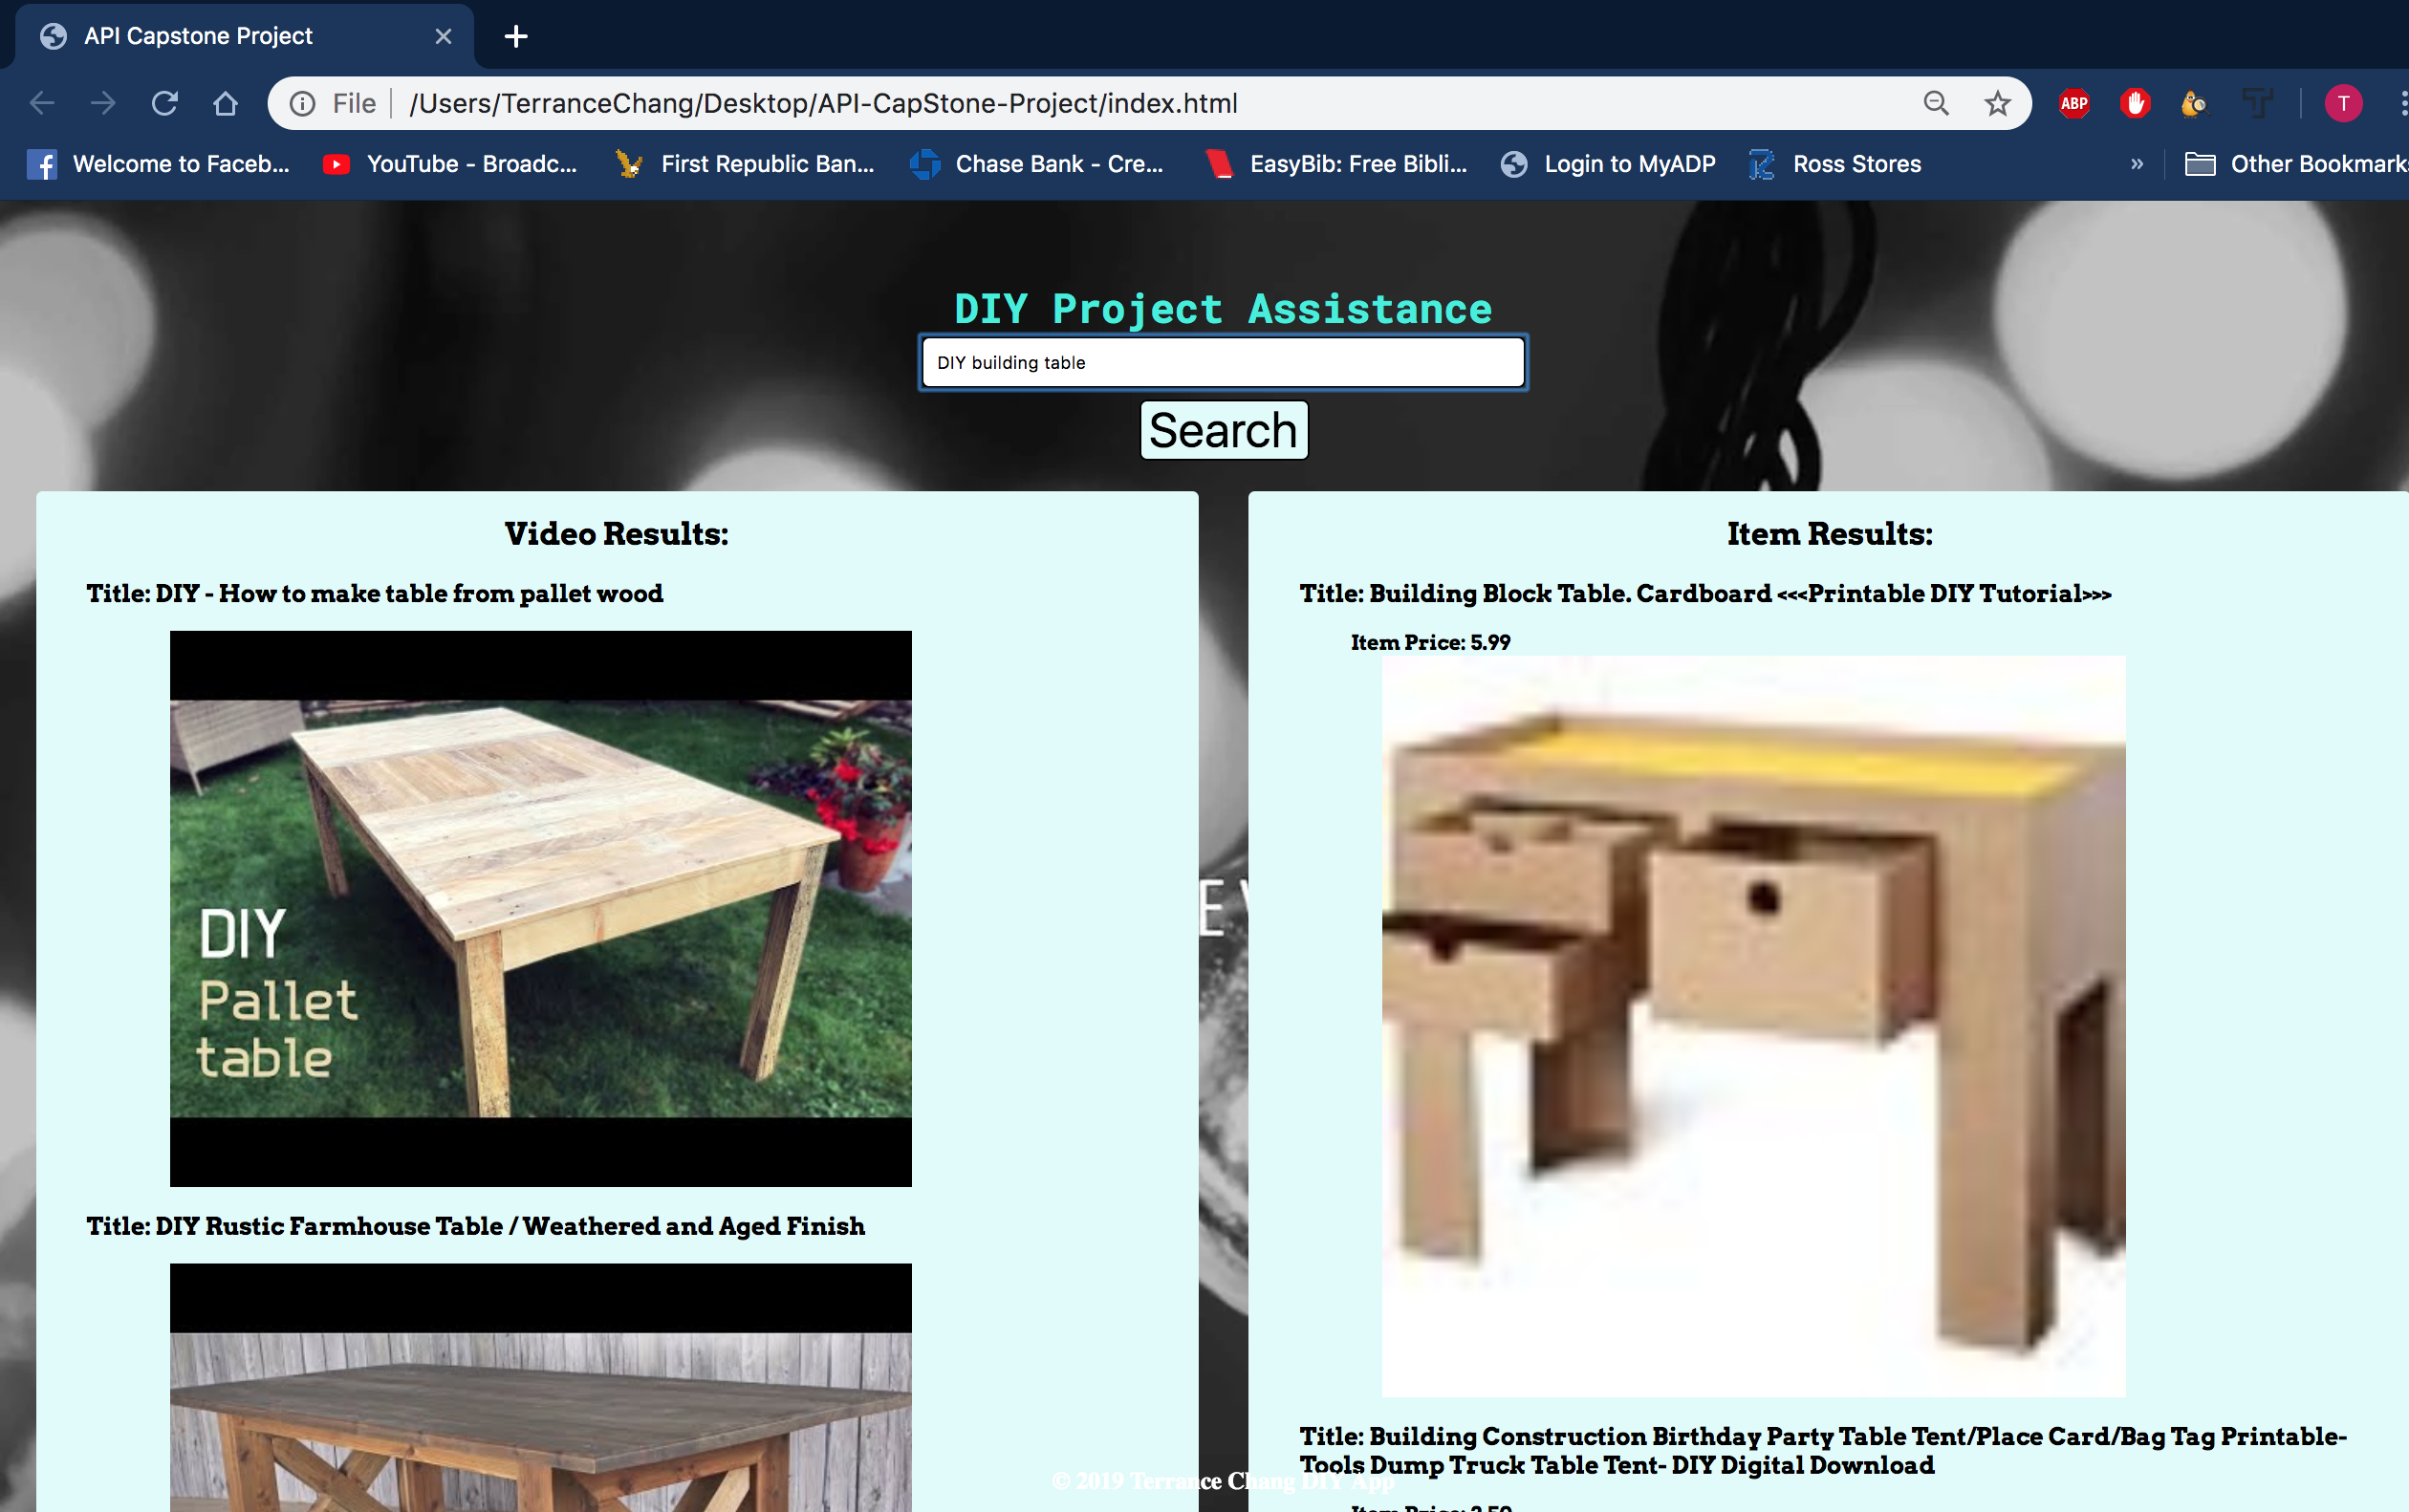 API Capstone Project
File /Users/TerranceChang/Desktop/API-CapStone-Project/index.html
ABP
T
Welcome to Faceb...
YouTube - Broadc...
First Republic Ban...
Chase Bank - Cre...
EasyBib: Free Bibli...
Login to MyADP
Ross Stores
»
Other Bookmarks
DIY Project Assistance
DIY building table
Search
Video Results:
Title: DIY - How to make table from pallet wood
DIY
Pallet
table
Title: DIY Rustic Farmhouse Table / Weathered and Aged Finish
E
Item Results:
Title: Building Block Table. Cardboard <<<Printable DIY Tutorial>>>
Item Price: 5.99
Title: Building Construction Birthday Party Table Tent/Place Card/Bag Tag Printable-
Tools Dump Truck Table Tent- DIY Digital Download
Item Price: 2.50
© 2019 Terrance Chang DIY App